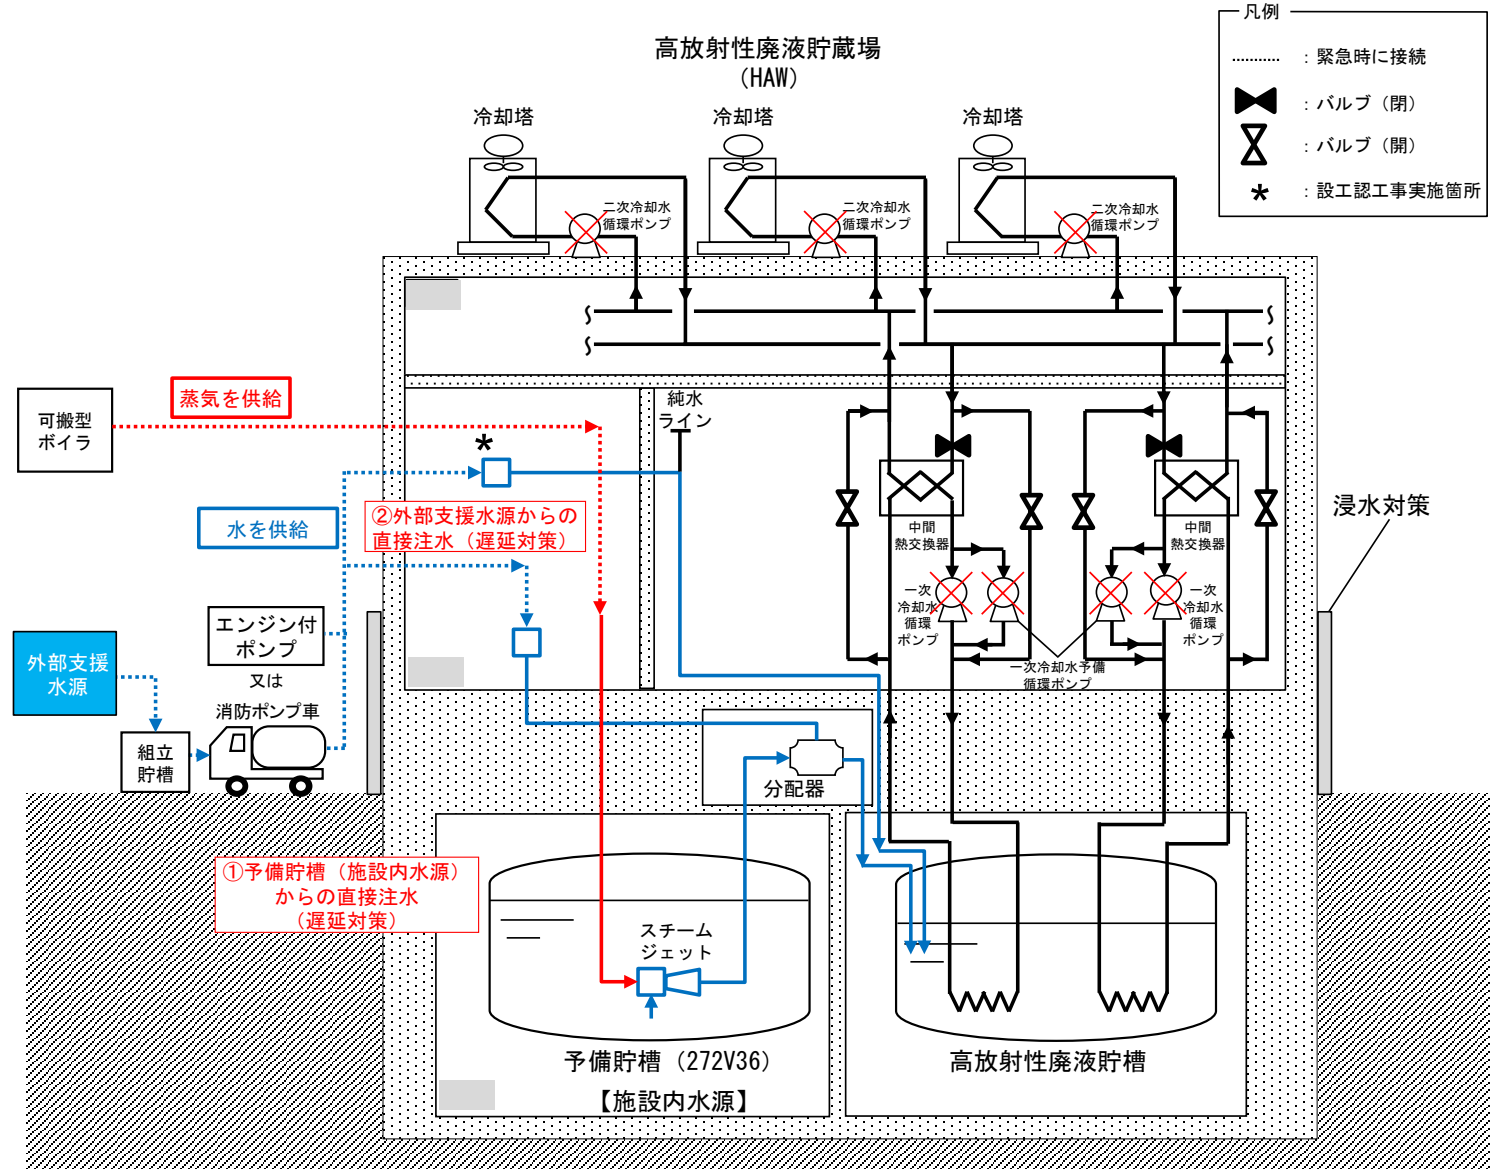 高放射性廃液貯蔵場
(HAW)
凡例
：緊急時に接続
：バルブ（閉）
：バルブ（開）
*
：設工認工事実施箇所
冷却塔
冷却塔
冷却塔
二次冷却水
循環ポンプ
二次冷却水
循環ポンプ
二次冷却水
循環ポンプ
可搬型
ボイラ
蒸気を供給
純水
ライン
*
水を供給
②外部支援水源からの
直接注水（遅延対策）
中間
熱交換器
中間
熱交換器
浸水対策
一次
冷却水
循環
ポンプ
一次
冷却水
循環
ポンプ
一次冷却水予備
循環ポンプ
エンジン付
ポンプ
又は
消防ポンプ車
外部支援
水源
組立
貯槽
分配器
①予備貯槽（施設内水源）
からの直接注水
（遅延対策）
スチーム
ジェット
予備貯槽（272V36）
【施設内水源】
高放射性廃液貯槽